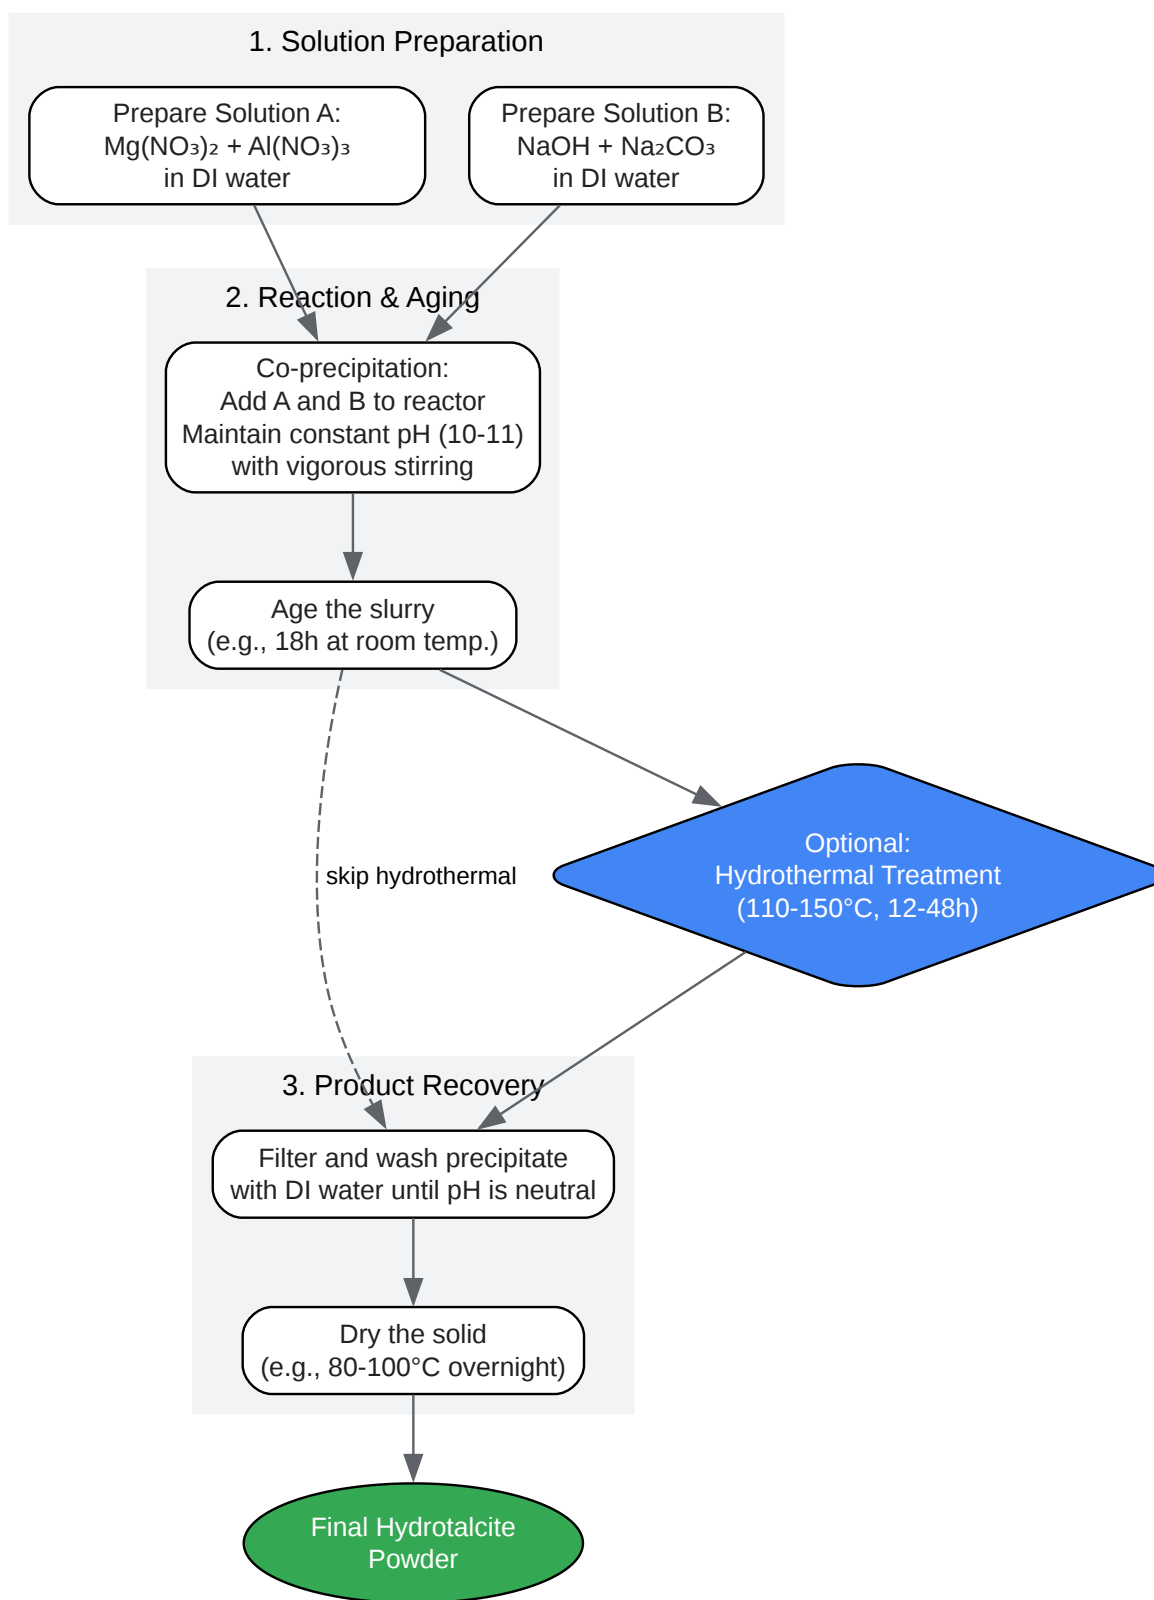 1. Solution Preparation
Prepare Solution A:
Mg(NO₃)₂ + Al(NO₃)₃
in DI water
Prepare Solution B:
NaOH + Na₂CO₃
in DI water
2. Reaction & Aging
Co-precipitation:
Add A and B to reactor
Maintain constant pH (10-11)
with vigorous stirring
Age the slurry
(e.g., 18h at room temp.)
skip hydrothermal
Optional:
Hydrothermal Treatment
(110-150°C, 12-48h)
3. Product Recovery
Filter and wash precipitate
with DI water until pH is neutral
Dry the solid
(e.g., 80-100°C overnight)
Final Hydrotalcite
Powder